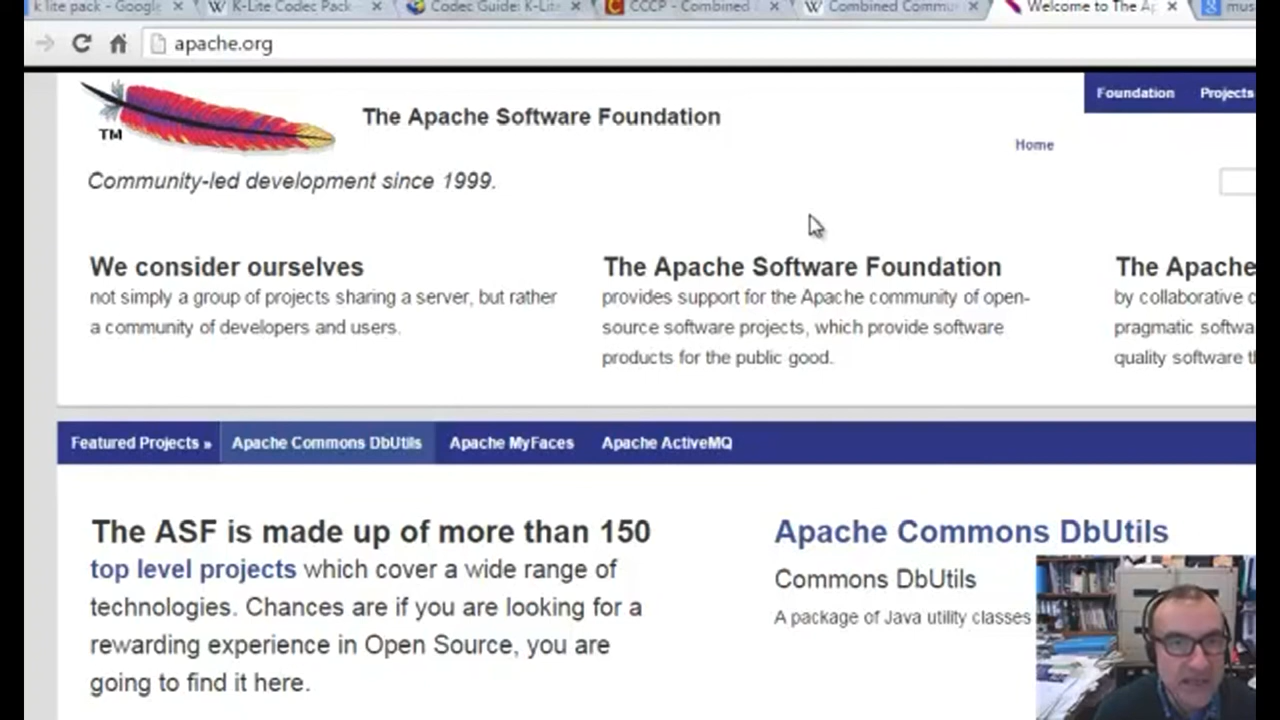 k lite pack - Google
K-Lite Codec Pack
Codec Guide: K-Lite
CCCP - Combined
Combined Commu
Welcome to The Ap
mus
apache.org
Foundation
Projects
TM
The Apache Software Foundation
Home
Community-led development since 1999.
We consider ourselves
not simply a group of projects sharing a server, but rather
a community of developers and users.
The Apache Software Foundation
provides support for the Apache community of open-
source software projects, which provide software
products for the public good.
The Apache
by collaborative
pragmatic softwa
quality software t
Featured Projects »
Apache Commons DbUtils
Apache MyFaces
Apache ActiveMQ
The ASF is made up of more than 150
top level projects which cover a wide range of
technologies. Chances are if you are looking for a
rewarding experience in Open Source, you are
going to find it here.
Apache Commons DbUtils
Commons DbUtils
A package of Java utility classes